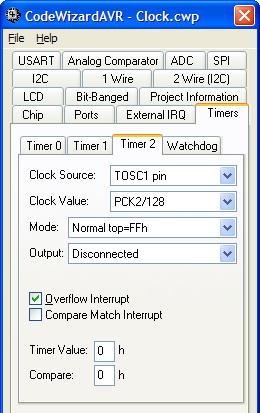 CodeWizardAVR - Clock.cwp
File Help
USART Analog Comparator ADC SPI
I2C 1 Wire 2 Wire (I2C)
LCD Bit-Banged Project Information
Chip Ports External IRQ Timers
Timer 0 Timer 1 Timer 2 Watchdog
Clock Source: TOSC1 pin
Clock Value: PCK2/128
Mode: Normal top=FFh
Output: Disconnected
Overflow Interrupt
Compare Match Interrupt
Timer Value: 0 h
Compare: 0 h